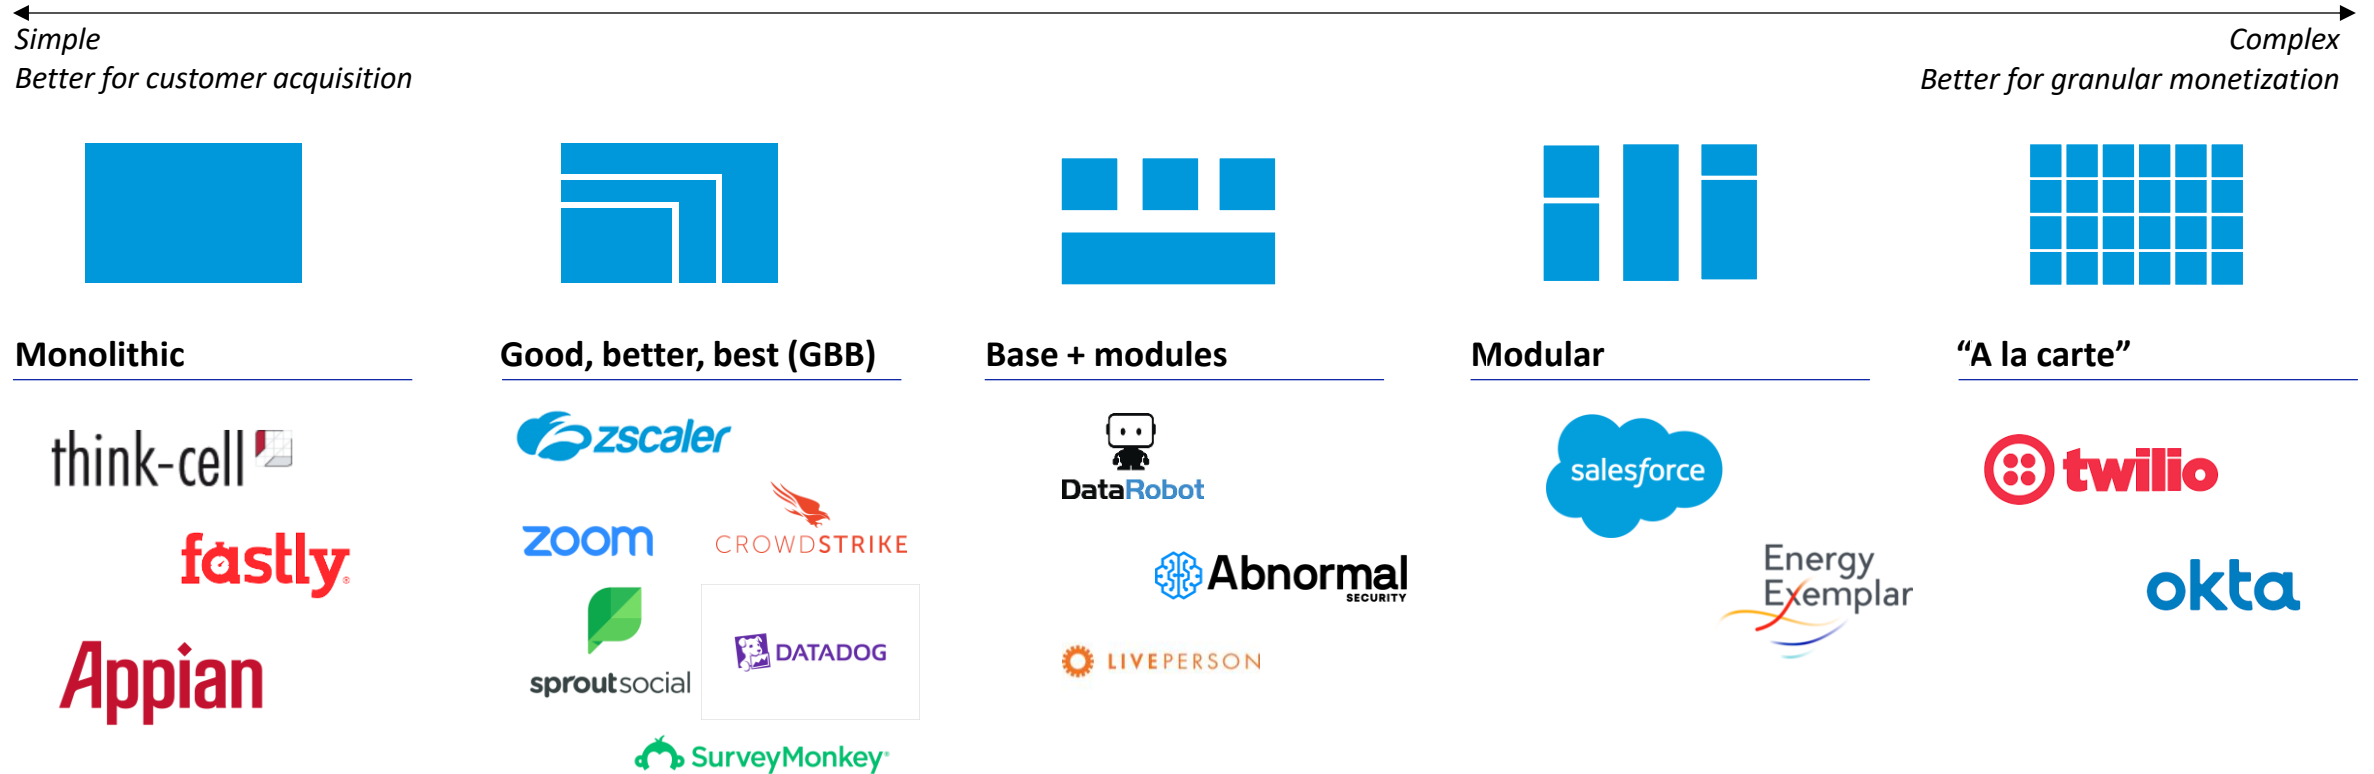 Simple
Complex
Better for customer acquisition
Better for granular monetization
Monolithic
Good, better, best (GBB)
Base + modules
Modular
“A la carte”
think-cell
fastly®
Appian
zscaler
zoom
CROWDSTRIKE
sproutsocial
DATADOG
SurveyMonkey®
DataRobot
Abnormal
SECURITY
LIVEPERSON
salesforce
Energy
Exemplar
twilio
okta